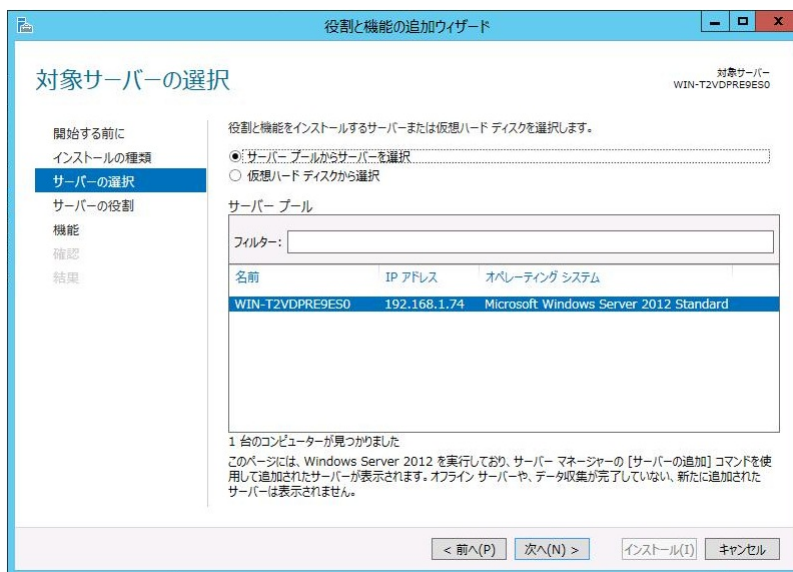 役割と機能の追加ウィザード
対象サーバーの選択
対象サーバー
WIN-T2VDPRE9ES0
開始する前に
インストールの種類
サーバーの選択
サーバーの役割
機能
確認
結果
役割と機能をインストールするサーバーまたは仮想ハード ディスクを選択します。
サーバー プールからサーバーを選択
仮想ハード ディスクから選択
サーバー プール
フィルター:
名前 IP アドレス オペレーティング システム
WIN-T2VDPRE9ES0 192.168.1.74 Microsoft Windows Server 2012 Standard
1 台のコンピューターが見つかりました
このページには、Windows Server 2012 を実行しており、サーバー マネージャーの [サーバーの追加] コマンドを使
用して追加されたサーバーが表示されます。オフライン サーバーや、データ収集が完了していない、新たに追加された
サーバーは表示されません。
< 前へ(P) 次へ(N) > インストール(I) キャンセル